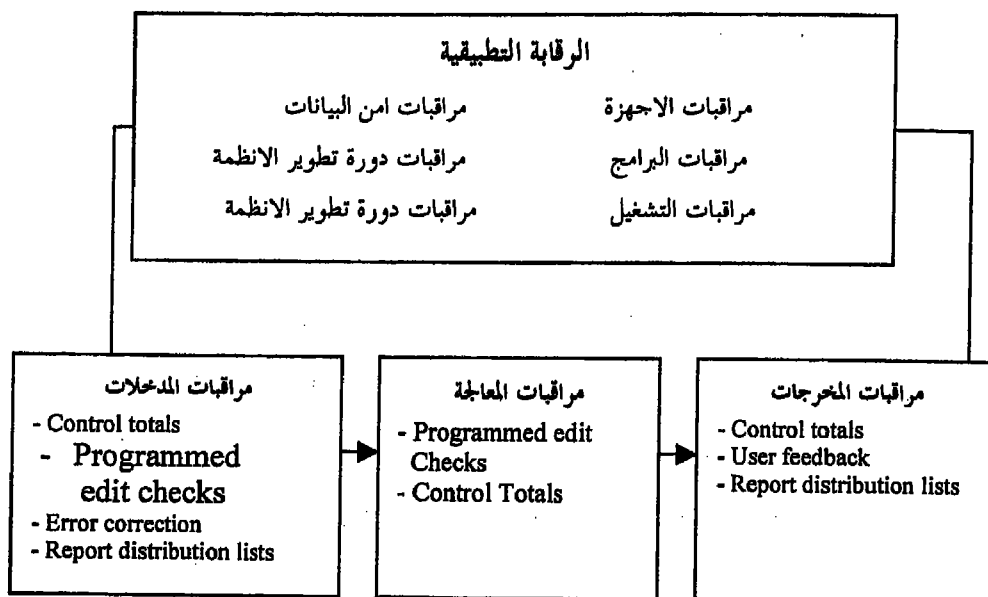 الرقابة التطبيقية
مراقبات الاجهزة مراقبات امن البيانات
مراقبات البرامج مراقبات دورة تطوير الانظمة
مراقبات التشغيل مراقبات دورة تطوير الانظمة
مراقبات المدخلات
- Control totals
- Programmed
edit checks
- Error correction
- Report distribution lists
مراقبات المعالجة
- Programmed edit
Checks
- Control Totals
مراقبات المخرجات
- Control totals
- User feedback
- Report distribution lists